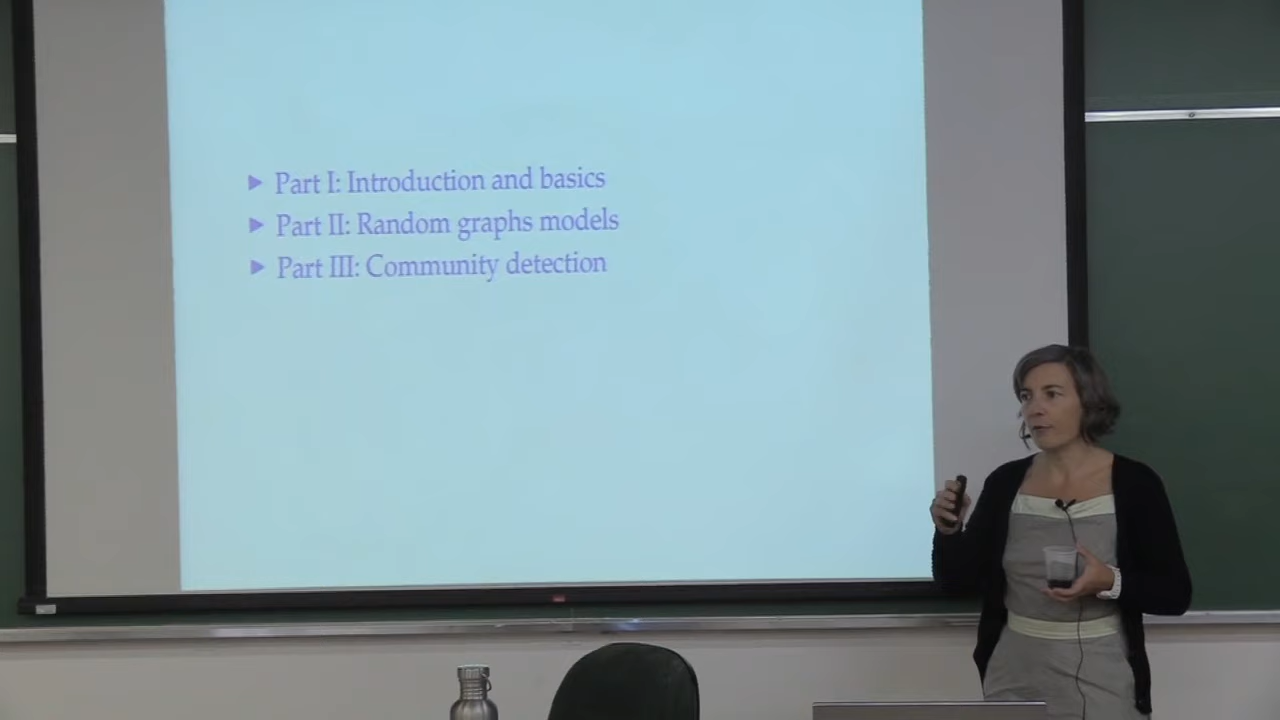 Part I: Introduction and basics
Part II: Random graphs models
Part III: Community detection